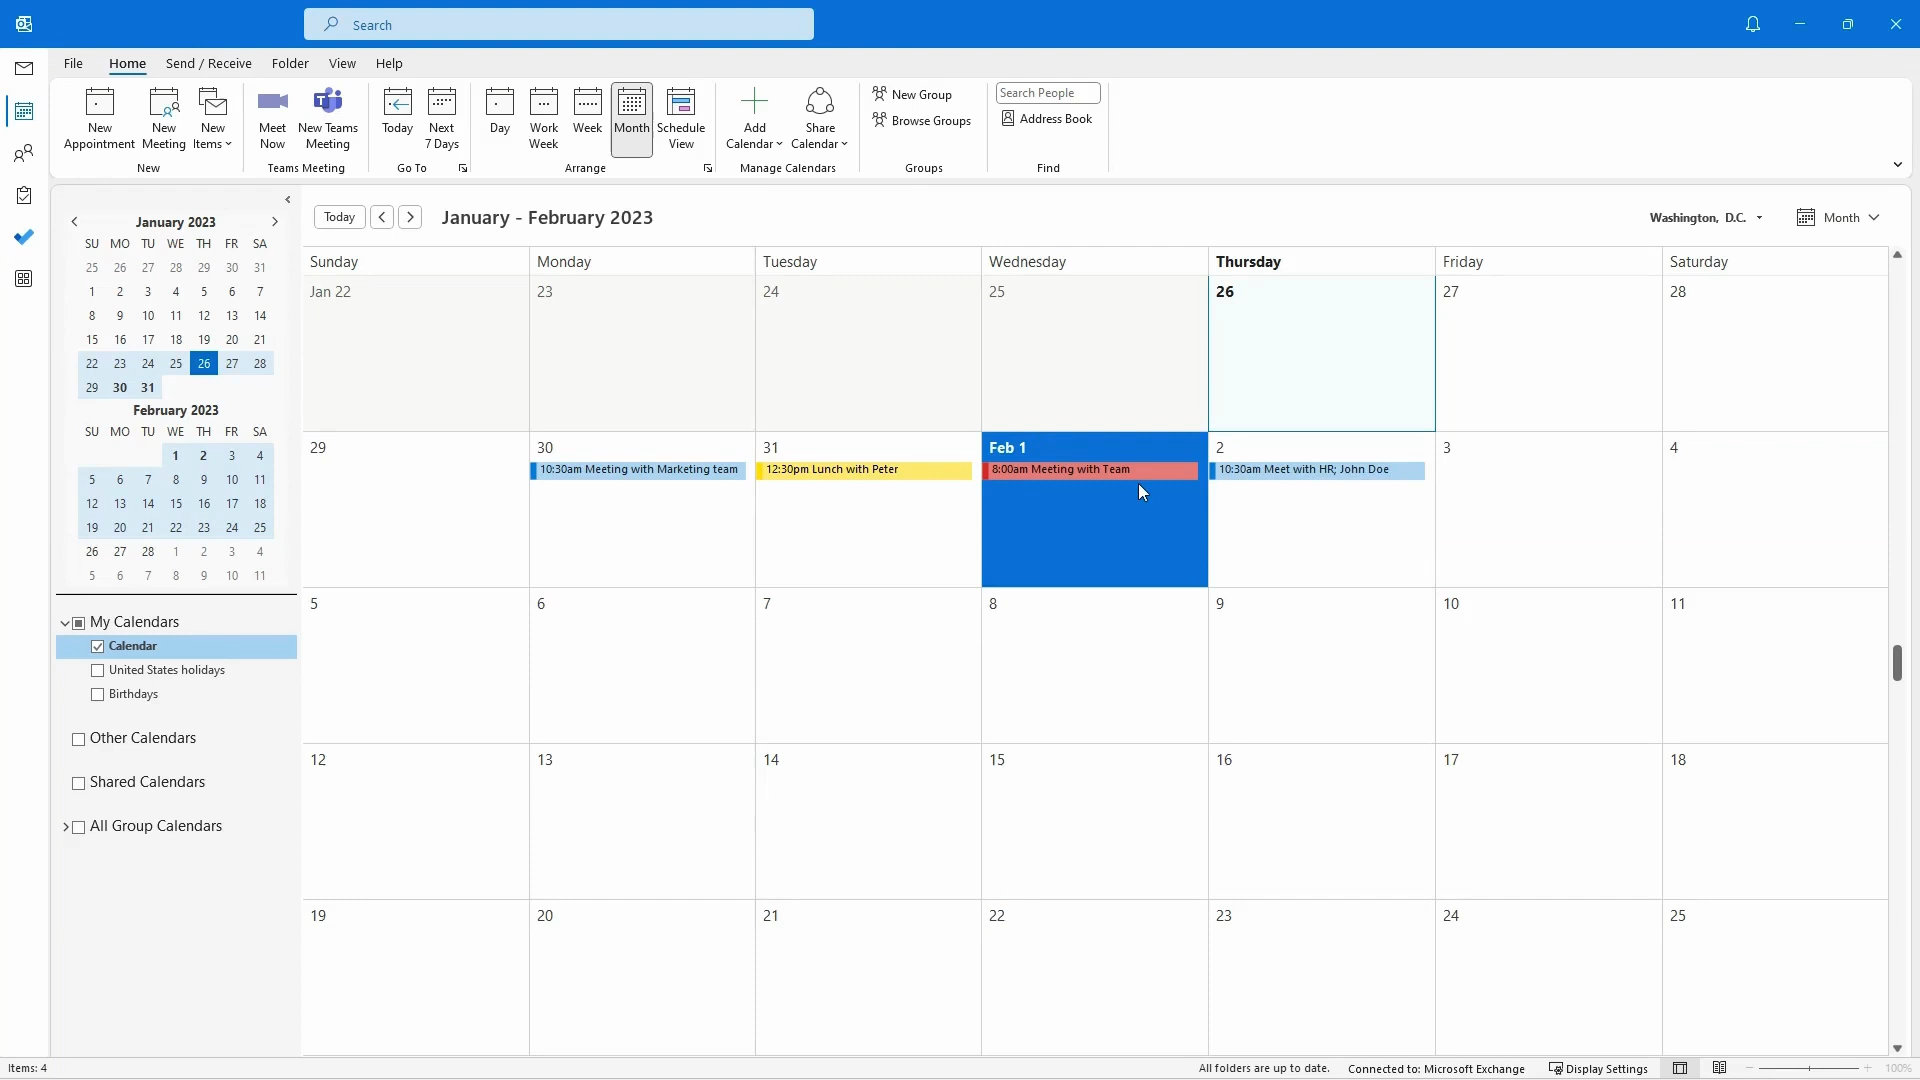 Search
File Home Send / Receive Folder View Help
New Appointment
New Meeting
New Items
New
Meet Now
New Teams Meeting
Teams Meeting
Today
Next 7 Days
Go To
Day
Work Week
Week
Month
Schedule View
Arrange
Add Calendar
Share Calendar
Manage Calendars
New Group
Browse Groups
Groups
Search People
Address Book
Find
January 2023
SU MO TU WE TH FR SA
25 26 27 28 29 30 31
1 2 3 4 5 6 7
8 9 10 11 12 13 14
15 16 17 18 19 20 21
22 23 24 25 26 27 28
29 30 31
February 2023
SU MO TU WE TH FR SA
1 2 3 4
5 6 7 8 9 10 11
12 13 14 15 16 17 18
19 20 21 22 23 24 25
26 27 28 1 2 3 4
5 6 7 8 9 10 11
My Calendars
Calendar
United States holidays
Birthdays
Other Calendars
Shared Calendars
All Group Calendars
Today January - February 2023 Washington, D.C. Month
Sunday Monday Tuesday Wednesday Thursday Friday Saturday
Jan 22 23 24 25 26 27 28
29 30 31 Feb 1 2 3 4
10:30am Meeting with Marketing team 12:30pm Lunch with Peter 8:00am Meeting with Team 10:30am Meet with HR; John Doe
5 6 7 8 9 10 11
12 13 14 15 16 17 18
19 20 21 22 23 24 25
Items: 4 All folders are up to date. Connected to: Microsoft Exchange Display Settings 100%